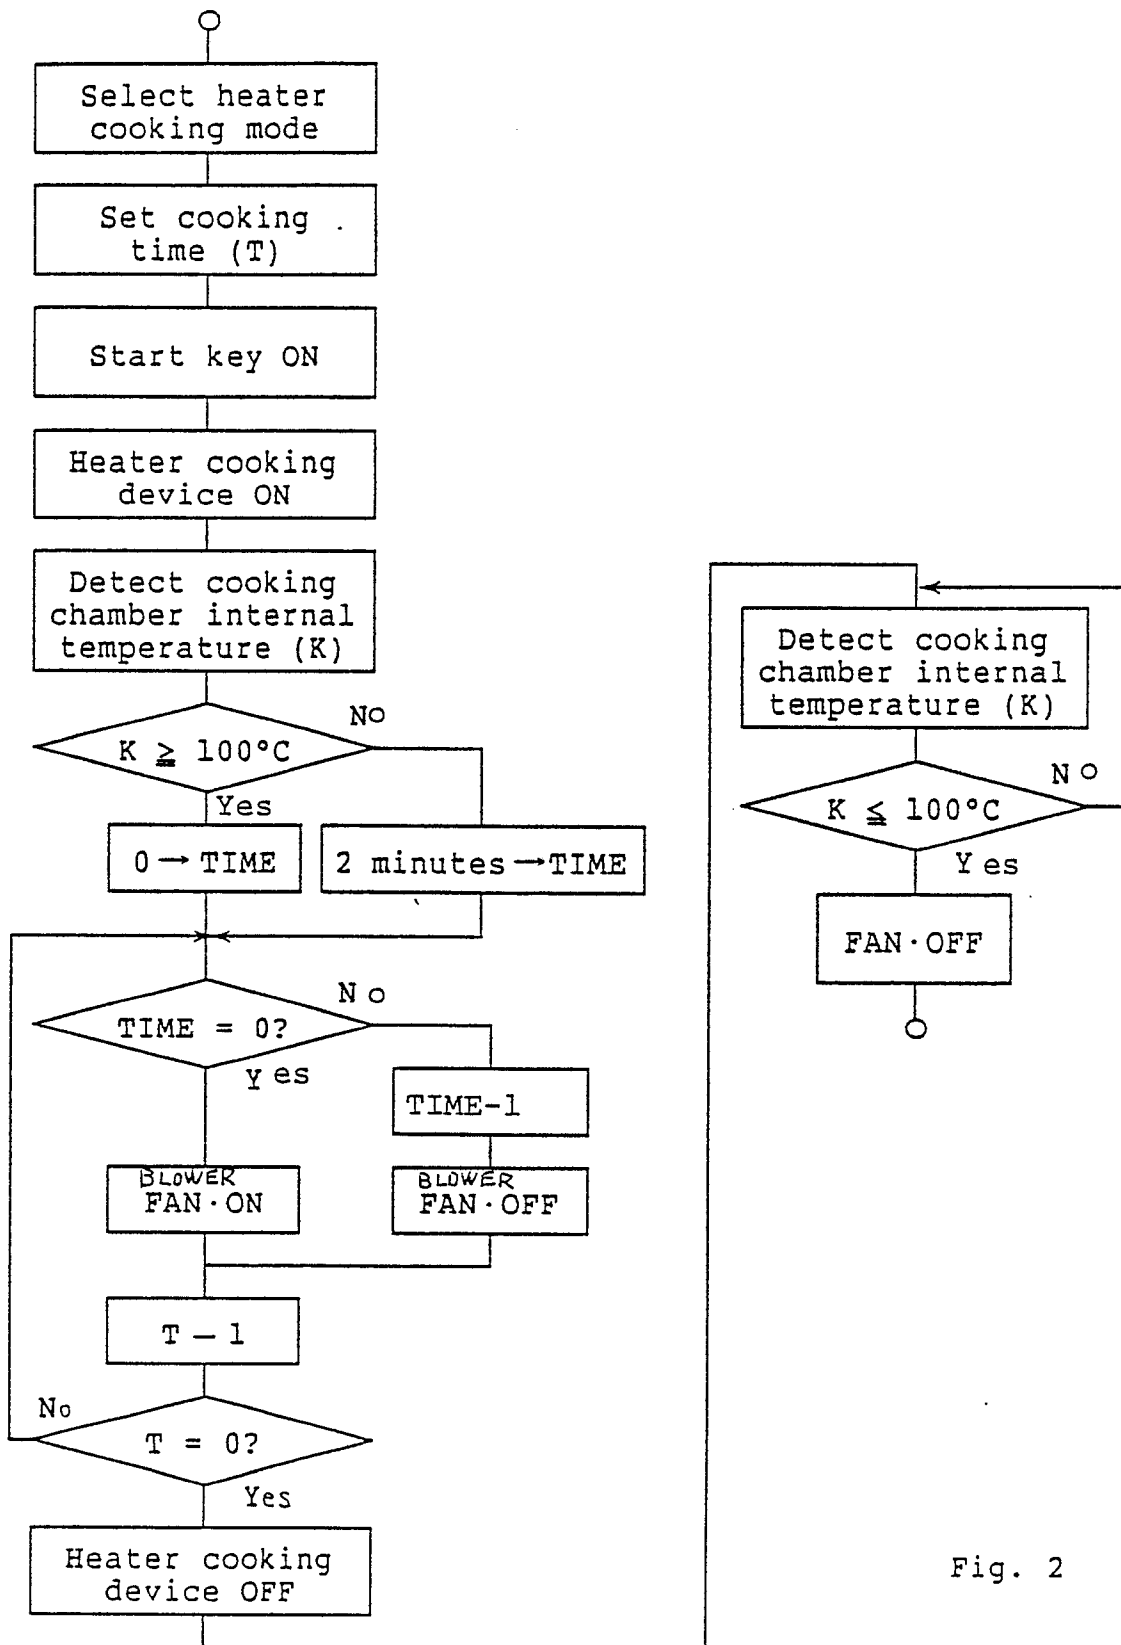 Select heater
cooking mode
Set cooking
time (T)
Start key ON
Heater cooking
device ON
Detect cooking
chamber internal
temperature (K)
K ≧ 100°C
No
Yes
0 → TIME
2 minutes → TIME
TIME = 0?
No
Yes
TIME-1
BLOWER
FAN·ON
BLOWER
FAN·OFF
T - 1
No
T = 0?
Yes
Heater cooking
device OFF
Detect cooking
chamber internal
temperature (K)
NO
K ≦ 100°C
Yes
FAN·OFF
Fig. 2